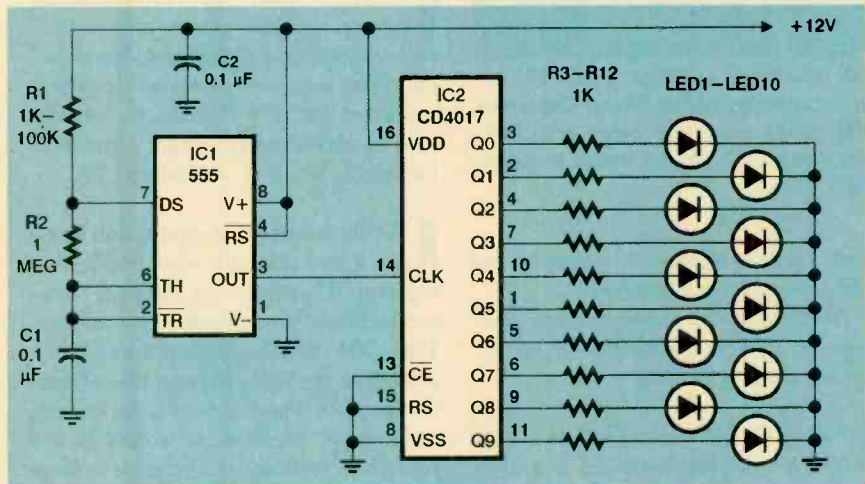 +12V
C2
0.1 µF
R1
1K–
100K
IC1
555
7 DS V+ 8
RS 4
R2
1
MEG
6 TH OUT 3
2 TR V– 1
C1
0.1
µF
IC2
CD4017
16 VDD Q0 3
Q1 2
Q2 4
Q3 7
14 CLK Q4 10
Q5 1
Q6 5
13 CE Q7 6
15 RS Q8 9
8 VSS Q9 11
R3–R12
1K
LED1–LED10